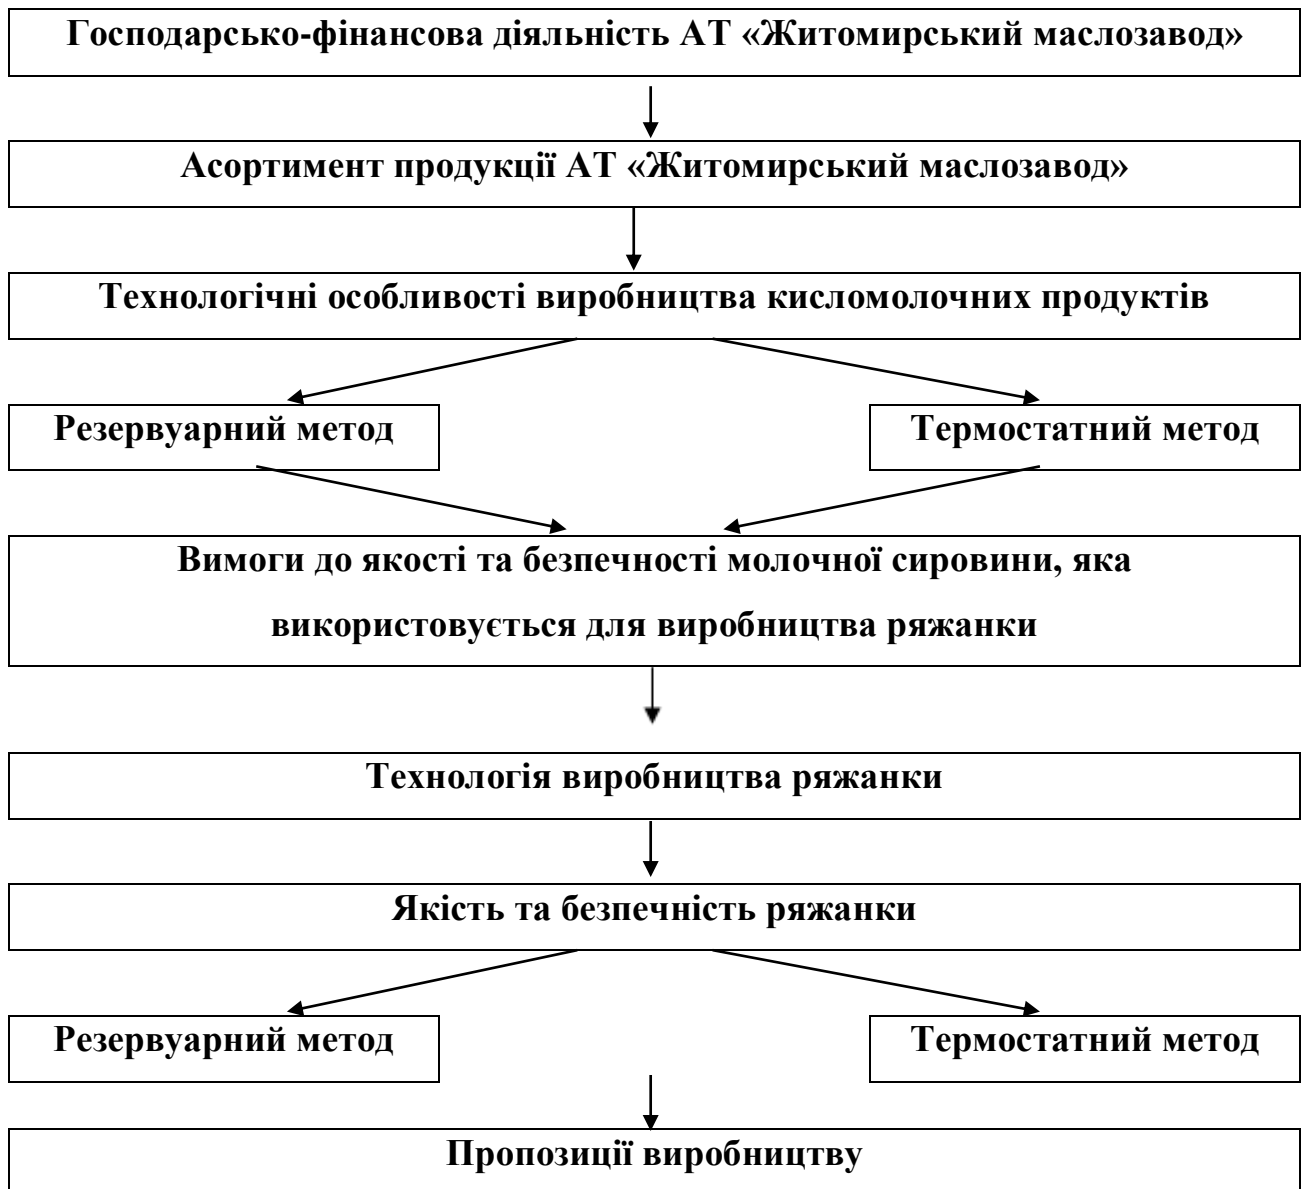 Господарсько-фінансова діяльність АТ «Житомирський маслозавод»
Асортимент продукції АТ «Житомирський маслозавод»
Технологічні особливості виробництва кисломолочних продуктів
Резервуарний метод
Термостатний метод
Вимоги до якості та безпечності молочної сировини, яка
використовується для виробництва ряжанки
Технологія виробництва ряжанки
Якість та безпечність ряжанки
Резервуарний метод
Термостатний метод
Пропозиції виробництву